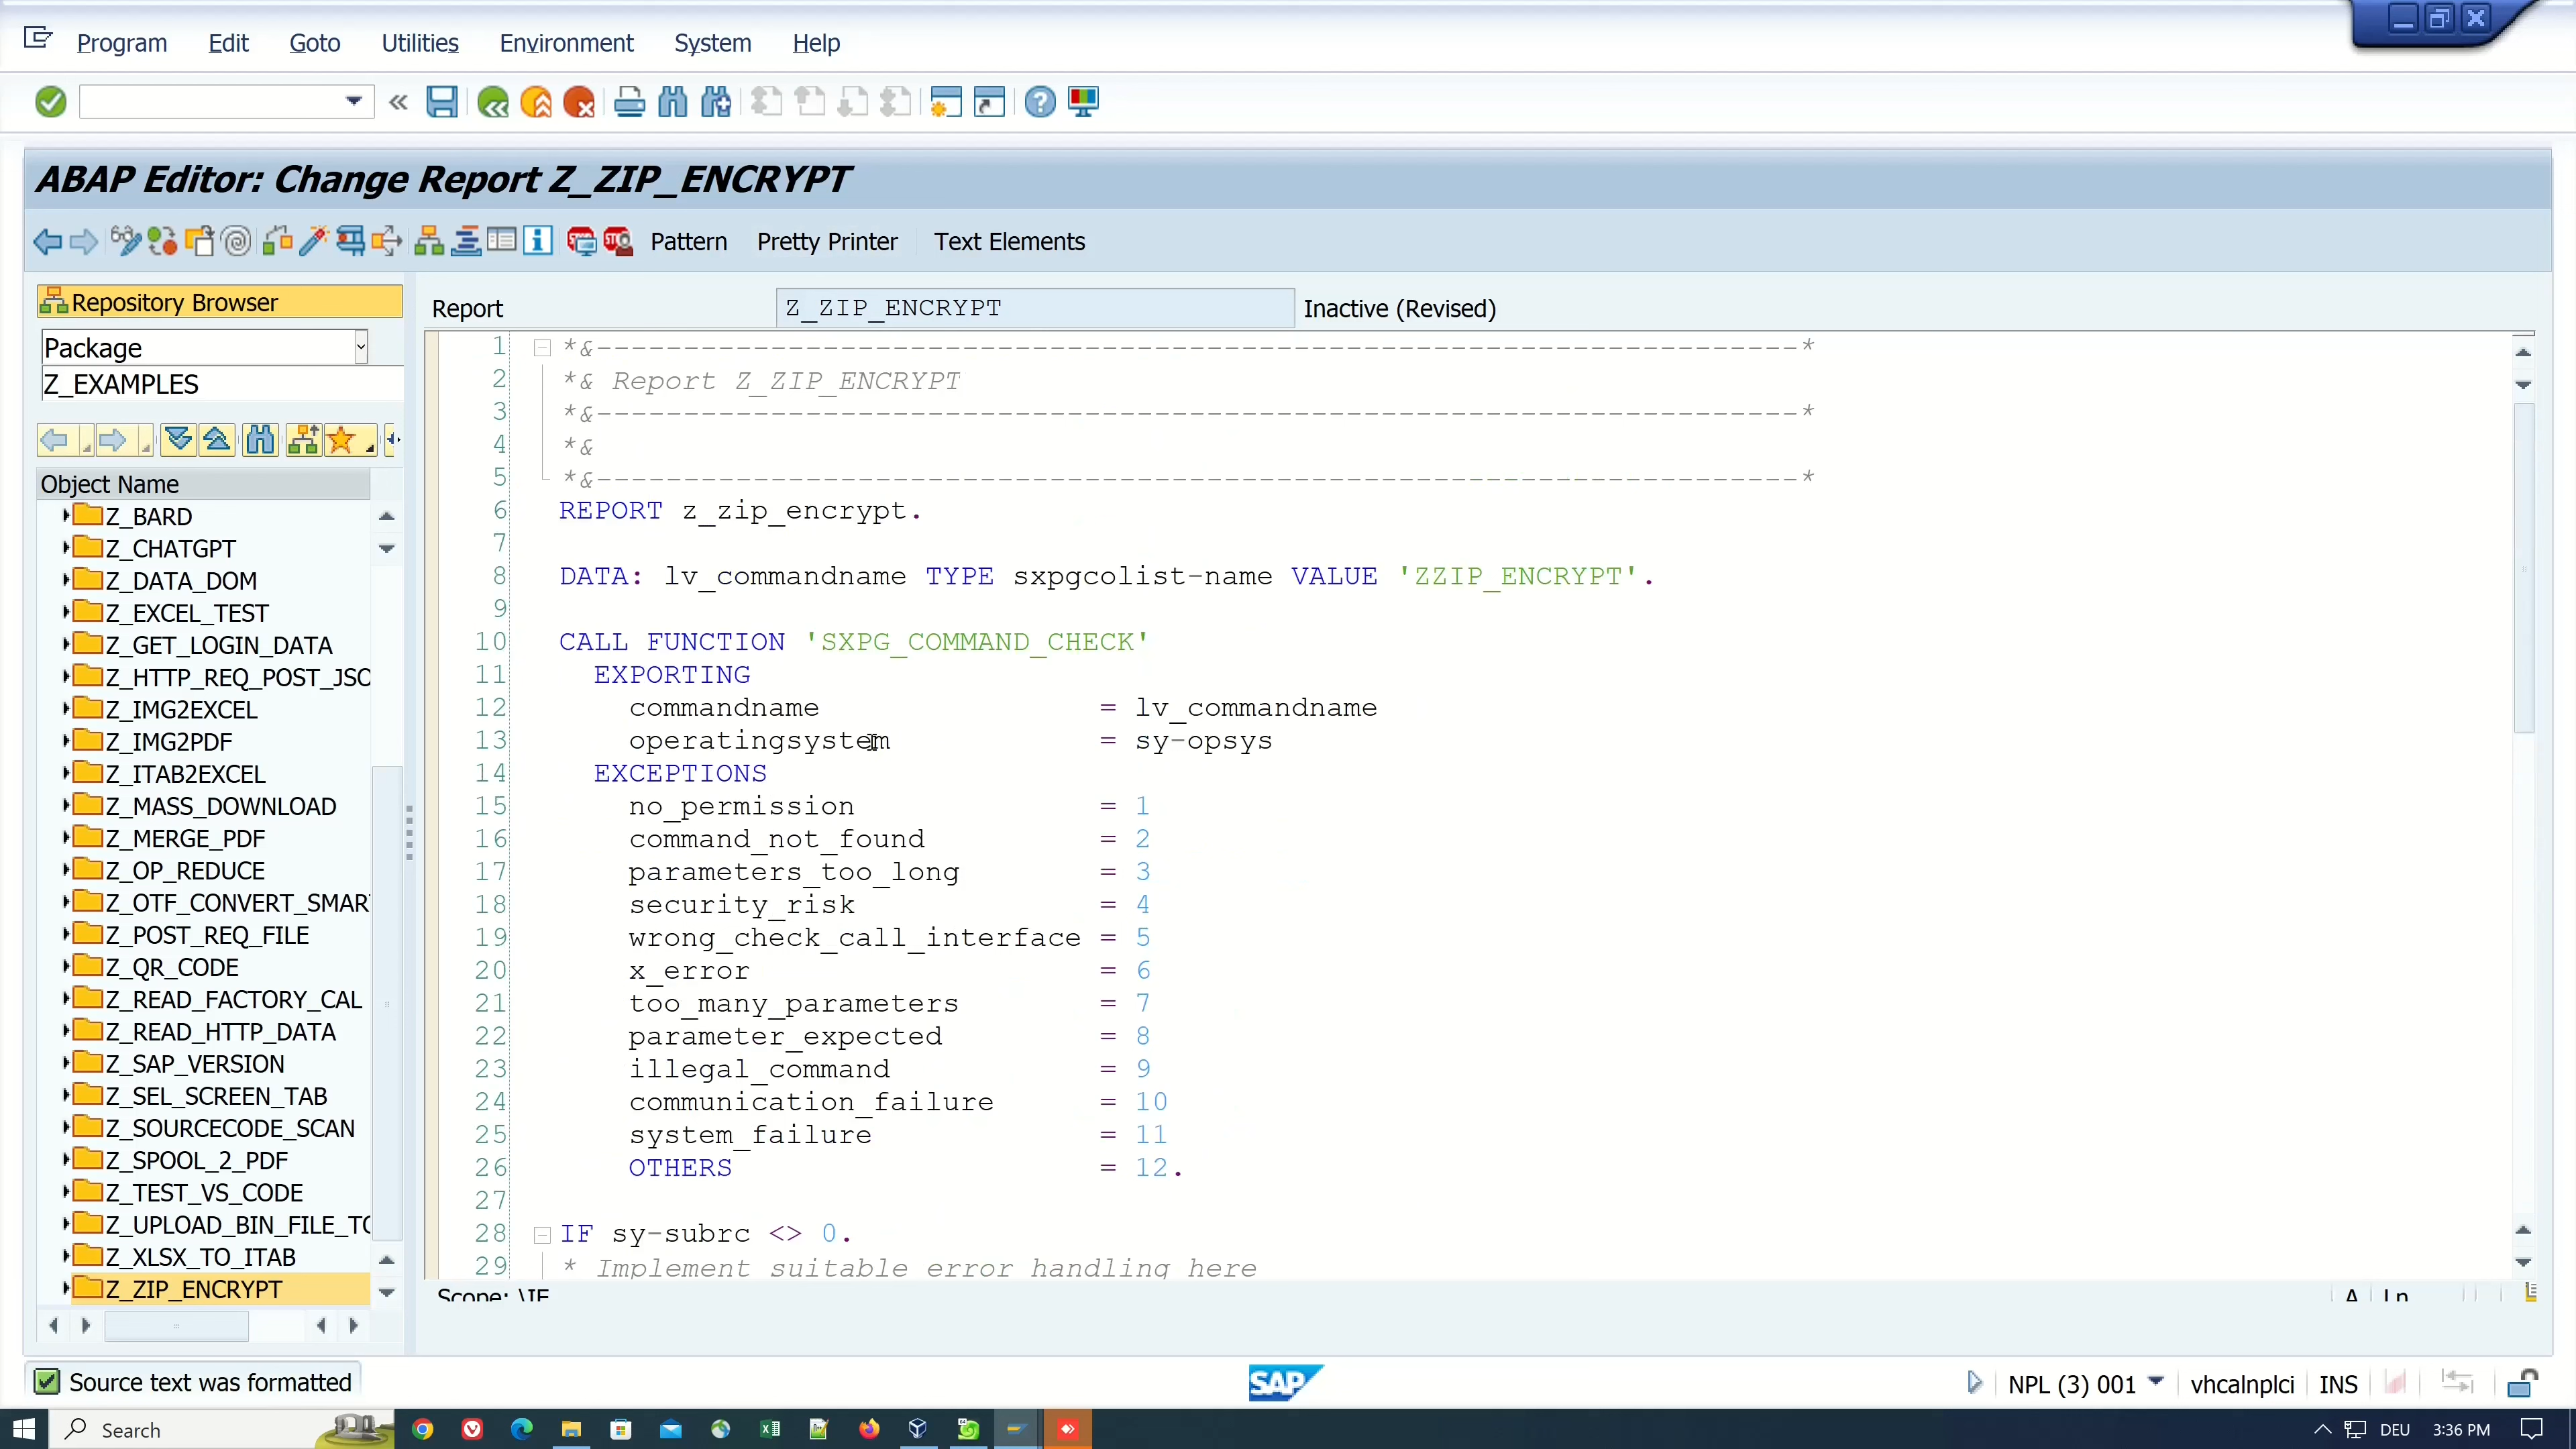 Program Edit Goto Utilities Environment System Help
ABAP Editor: Change Report Z_ZIP_ENCRYPT
Pattern Pretty Printer Text Elements
Repository Browser
Package
Z_EXAMPLES
Object Name
Z_BARD
Z_CHATGPT
Z_DATA_DOM
Z_EXCEL_TEST
Z_GET_LOGIN_DATA
Z_HTTP_REQ_POST_JSO
Z_IMG2EXCEL
Z_IMG2PDF
Z_ITAB2EXCEL
Z_MASS_DOWNLOAD
Z_MERGE_PDF
Z_OP_REDUCE
Z_OTF_CONVERT_SMAR
Z_POST_REQ_FILE
Z_QR_CODE
Z_READ_FACTORY_CAL
Z_READ_HTTP_DATA
Z_SAP_VERSION
Z_SEL_SCREEN_TAB
Z_SOURCECODE_SCAN
Z_SPOOL_2_PDF
Z_TEST_VS_CODE
Z_UPLOAD_BIN_FILE_TO
Z_XLSX_TO_ITAB
Z_ZIP_ENCRYPT
Report Z_ZIP_ENCRYPT Inactive (Revised)
1 *&---------------------------------------------------------------------*
2 *& Report Z_ZIP_ENCRYPT
3 *&---------------------------------------------------------------------*
4 *&
5 *&---------------------------------------------------------------------*
6 REPORT z_zip_encrypt.
7
8 DATA: lv_commandname TYPE sxpgcolist-name VALUE 'ZZIP_ENCRYPT'.
9
10 CALL FUNCTION 'SXPG_COMMAND_CHECK'
11 EXPORTING
12 commandname = lv_commandname
13 operatingsystem = sy-opsys
14 EXCEPTIONS
15 no_permission = 1
16 command_not_found = 2
17 parameters_too_long = 3
18 security_risk = 4
19 wrong_check_call_interface = 5
20 x_error = 6
21 too_many_parameters = 7
22 parameter_expected = 8
23 illegal_command = 9
24 communication_failure = 10
25 system_failure = 11
26 OTHERS = 12.
27
28 IF sy-subrc <> 0.
29 * Implement suitable error handling here
Scope: \IF
Source text was formatted
SAP
NPL (3) 001 vhcalnplci INS
Search
DEU 3:36 PM